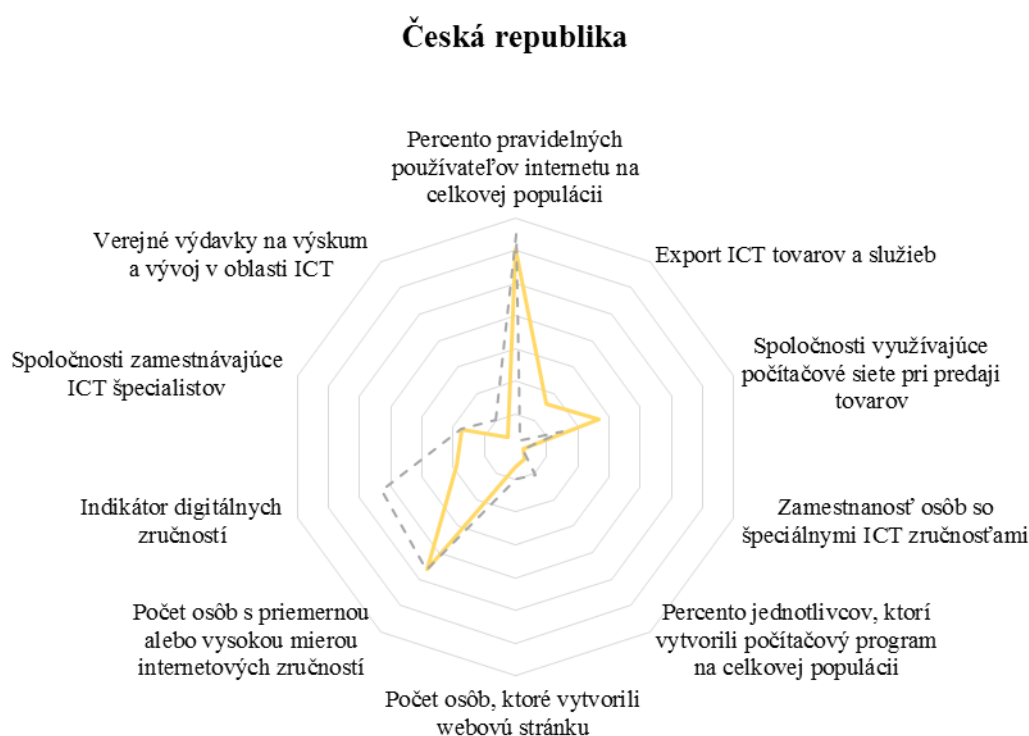 Česká republika
Percento pravidelných
používateľov internetu na
celkovej populácii
Export ICT tovarov a služieb
Spoločnosti využívajúce
počítačové siete pri predaji
tovarov
Zamestnanosť osôb so
špeciálnymi ICT zručnosťami
Percento jednotlivcov, ktorí
vytvorili počítačový program
na celkovej populácii
Počet osôb, ktoré vytvorili
webovú stránku
Počet osôb s priemernou
alebo vysokou mierou
internetových zručností
Indikátor digitálnych
zručností
Spoločnosti zamestnávajúce
ICT špecialistov
Verejné výdavky na výskum
a vývoj v oblasti ICT